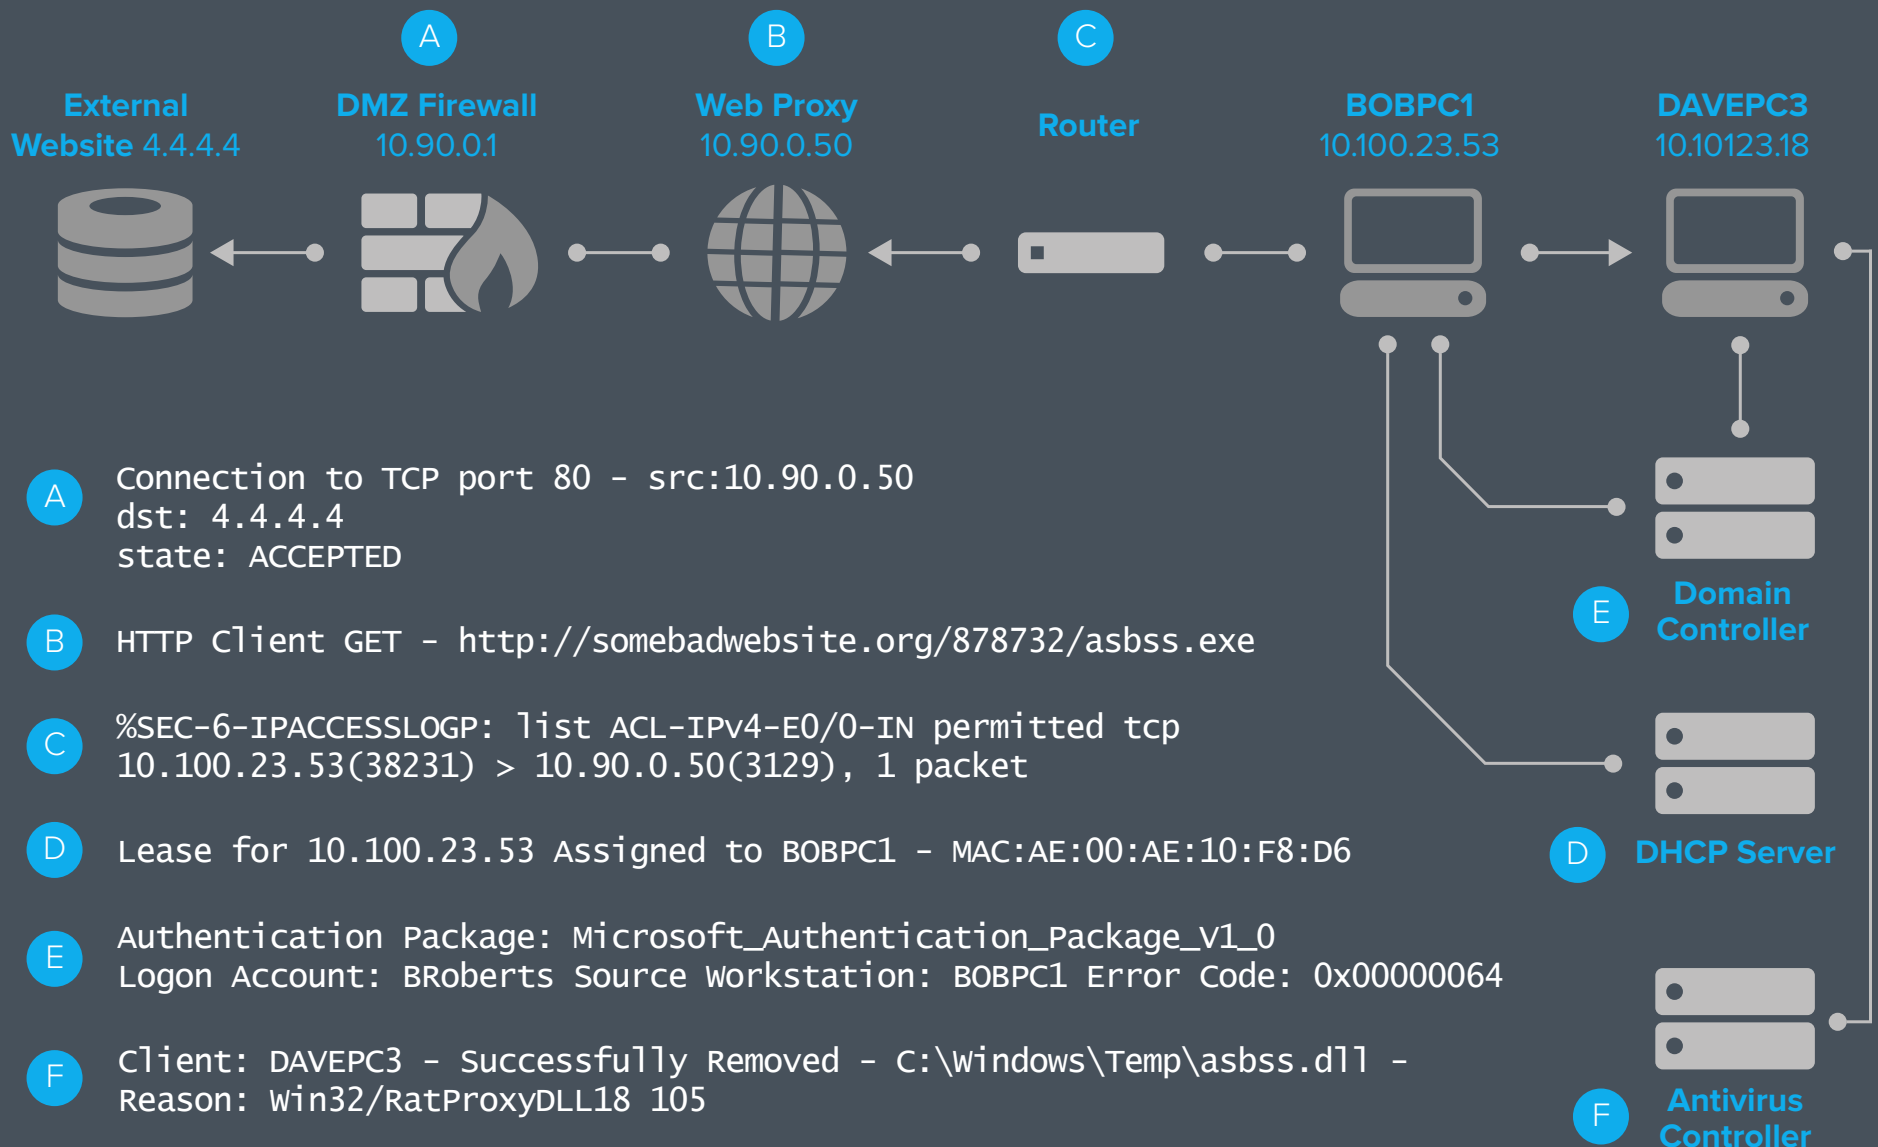 A
B
C
External
Website 4.4.4.4
DMZ Firewall
10.90.0.1
Web Proxy
10.90.0.50
Router
BOBPC1
10.100.23.53
DAVEPC3
10.10123.18
A
Connection to TCP port 80 - src:10.90.0.50
dst: 4.4.4.4
state: ACCEPTED
B
HTTP Client GET - http://somebadwebsite.org/878732/asbss.exe
C
%SEC-6-IPACCESSLOGP: list ACL-IPv4-E0/0-IN permitted tcp
10.100.23.53(38231) > 10.90.0.50(3129), 1 packet
D
Lease for 10.100.23.53 Assigned to BOBPC1 - MAC:AE:00:AE:10:F8:D6
E
Authentication Package: Microsoft_Authentication_Package_V1_0
Logon Account: BRoberts Source Workstation: BOBPC1 Error Code: 0x00000064
F
Client: DAVEPC3 - Successfully Removed - C:\Windows\Temp\asbss.dll -
Reason: Win32/RatProxyDLL18 105
E
Domain
Controller
D
DHCP Server
F
Antivirus
Controller